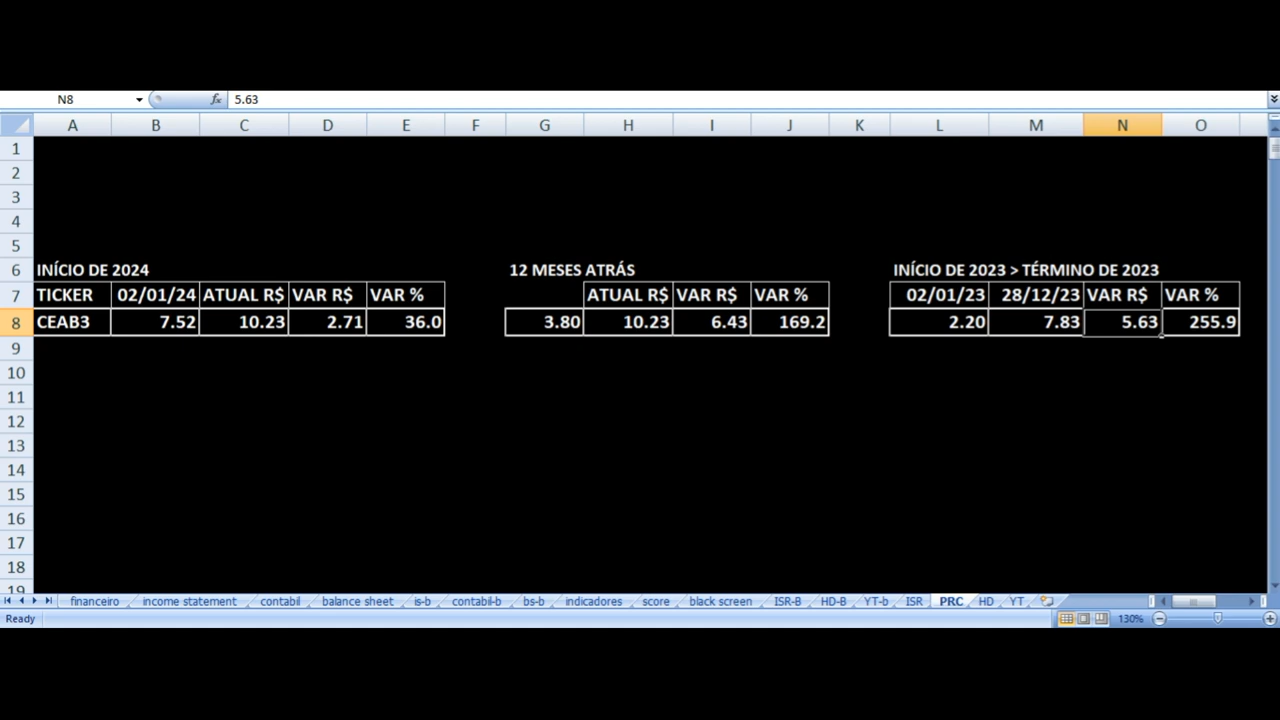 N8 fx 5.63
A B C D E F G H I J K L M N O
1
2
3
4
5
6 INÍCIO DE 2024 12 MESES ATRÁS INÍCIO DE 2023 > TÉRMINO DE 2023
7 TICKER 02/01/24 ATUAL R$ VAR R$ VAR % ATUAL R$ VAR R$ VAR % 02/01/23 28/12/23 VAR R$ VAR %
8 CEAB3 7.52 10.23 2.71 36.0 3.80 10.23 6.43 169.2 2.20 7.83 5.63 255.9
9
10
11
12
13
14
15
16
17
18
19
financeiro income statement contabil balance sheet is-b contabil-b bs-b indicadores score black screen ISR-B HD-B YT-b ISR PRC HD YT
Ready 130%